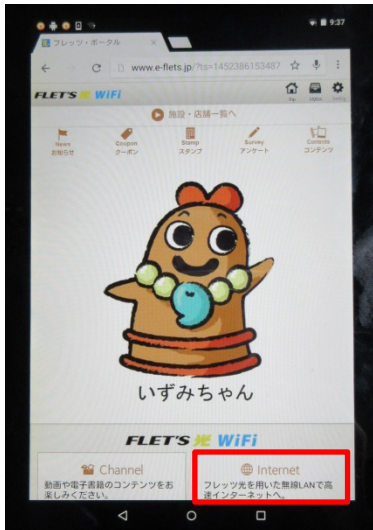 9:37
フレッツ・ポータル
www.e-flets.jp/?ts=1452386153487
FLET'S 光 WiFi
施設・店舗一覧へ
News
お知らせ
Coupon
クーポン
Stamp
スタンプ
Survey
アンケート
Contents
コンテンツ
いずみちゃん
FLET'S 光 WiFi
Channel
動画や電子書籍のコンテンツをお
楽しみください。
Internet
フレッツ光を用いた無線LANで高
速インターネットへ。